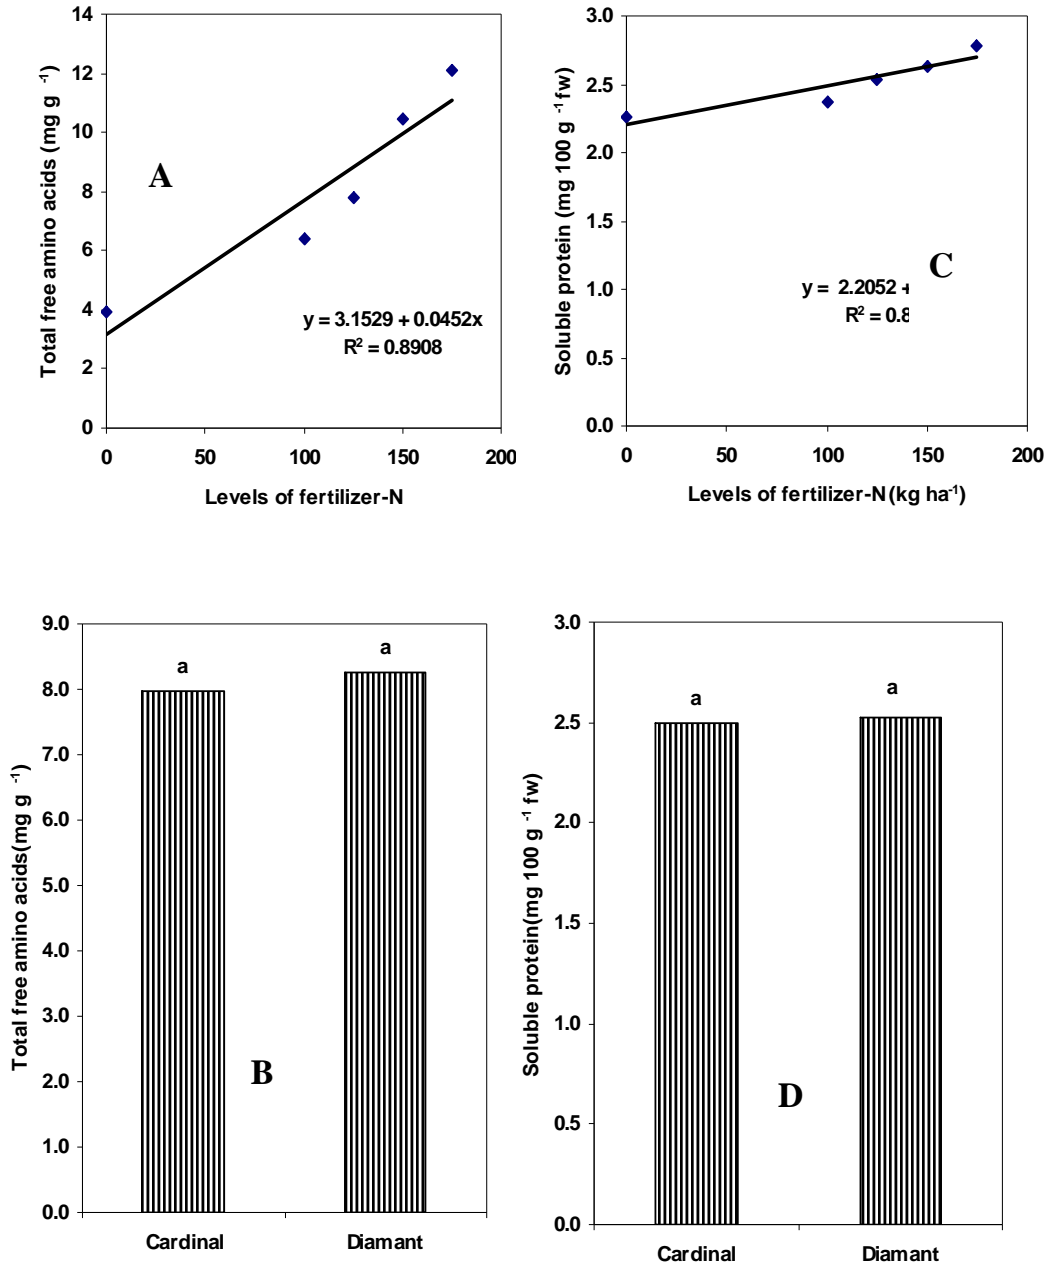 14
12
10
8
6
4
2
0
Total free amino acids (mg g -1)
A
y = 3.1529 + 0.0452x
R2 = 0.8908
0 50 100 150 200
Levels of fertilizer-N
3.0
2.5
2.0
1.5
1.0
0.5
0.0
Soluble protein (mg 100 g -1 fw)
C
y = 2.2052 +
R2 = 0.8
0 50 100 150 200
Levels of fertilizer-N (kg ha-1)
9.0
8.0
7.0
6.0
5.0
4.0
3.0
2.0
1.0
0.0
Total free amino acids(mg g -1)
a a
B
Cardinal Diamant
3.0
2.5
2.0
1.5
1.0
0.5
0.0
Soluble protein(mg 100 g -1 fw)
a a
D
Cardinal Diamant